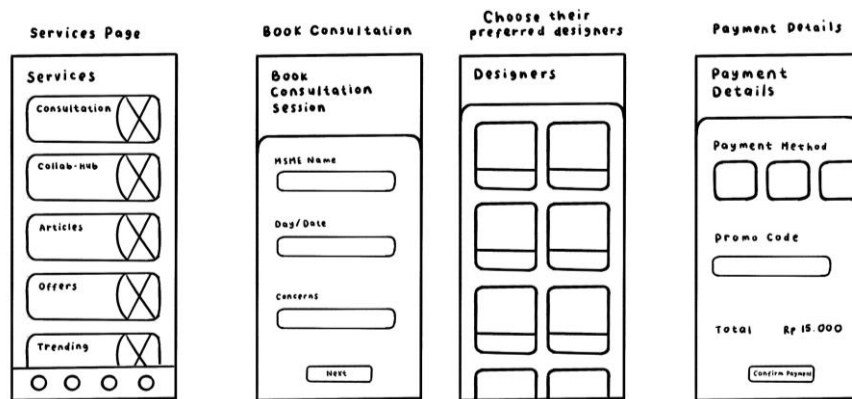 Services Page
Services
Consultation
Collab-Hub
Articles
Offers
Trending
Book Consultation
Book
Consultation
Session
MSME Name
Day/Date
Concerns
Next
Choose their
preferred designers
Designers
Payment Details
Payment
Details
Payment Method
Promo Code
Total Rp 15.000
Confirm Payment